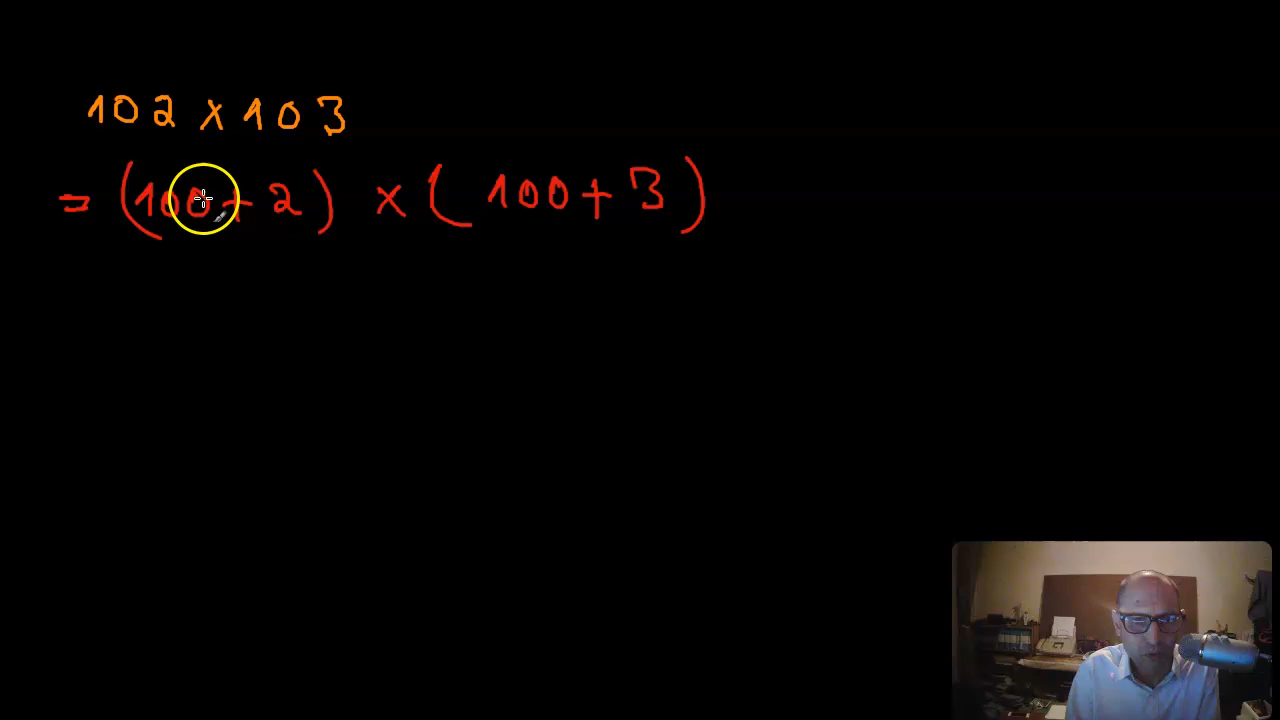 102 x 103
= (100 + 2) x (100 + 3)